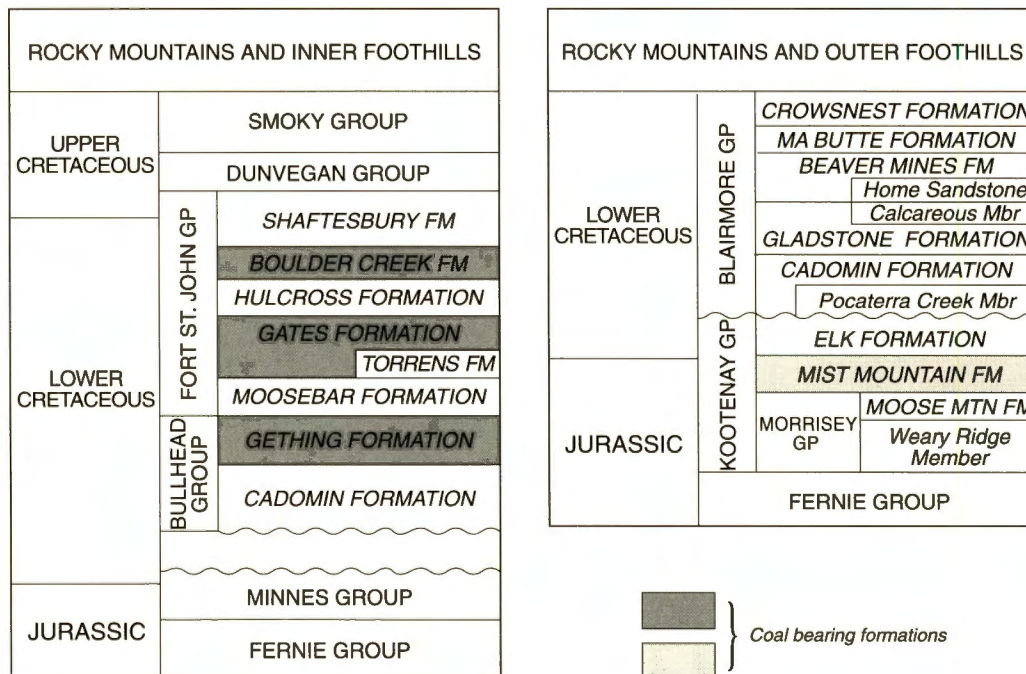 ROCKY MOUNTAINS AND INNER FOOTHILLS
UPPER
CRETACEOUS
SMOKY GROUP
DUNVEGAN GROUP
LOWER
CRETACEOUS
FORT ST. JOHN GP
SHAFTESBURY FM
BOULDER CREEK FM
HULCROSS FORMATION
GATES FORMATION
TORRENS FM
MOOSEBAR FORMATION
BULLHEAD
GROUP
GETHING FORMATION
CADOMIN FORMATION
JURASSIC
MINNES GROUP
FERNIE GROUP
ROCKY MOUNTAINS AND OUTER FOOTHILLS
LOWER
CRETACEOUS
BLAIRMORE GP
CROWSNEST FORMATION
MA BUTTE FORMATION
BEAVER MINES FM
Home Sandstone
Calcareous Mbr
GLADSTONE FORMATION
CADOMIN FORMATION
Pocaterra Creek Mbr
JURASSIC
KOOTENAY GP
ELK FORMATION
MIST MOUNTAIN FM
MORRISEY
GP
MOOSE MTN FM
Weary Ridge
Member
FERNIE GROUP
Coal bearing formations